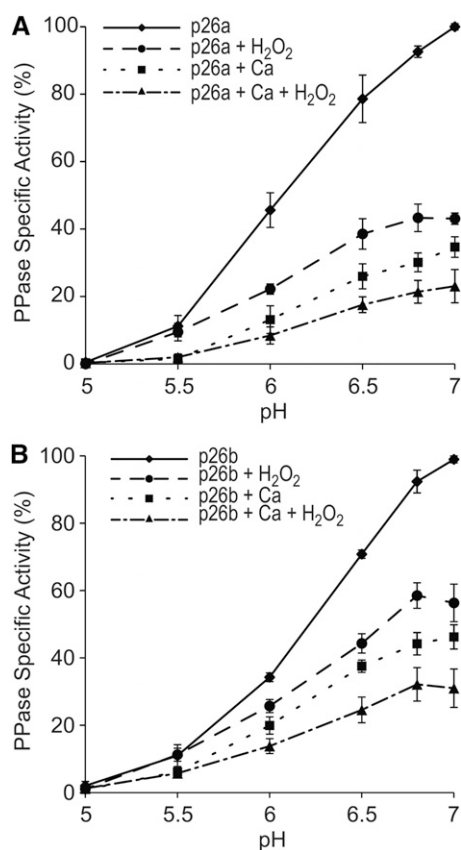 A
p26a
p26a + H₂O₂
p26a + Ca
p26a + Ca + H₂O₂
PPase Specific Activity (%)
100
80
60
40
20
0
5 5.5 6 6.5 7
pH
B
p26b
p26b + H₂O₂
p26b + Ca
p26b + Ca + H₂O₂
PPase Specific Activity (%)
100
80
60
40
20
0
5 5.5 6 6.5 7
pH